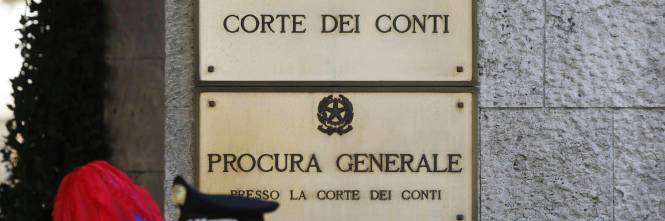 CORTE DEI CONTI
PROCURA GENERALE
PRESSO LA CORTE DEI CONTI